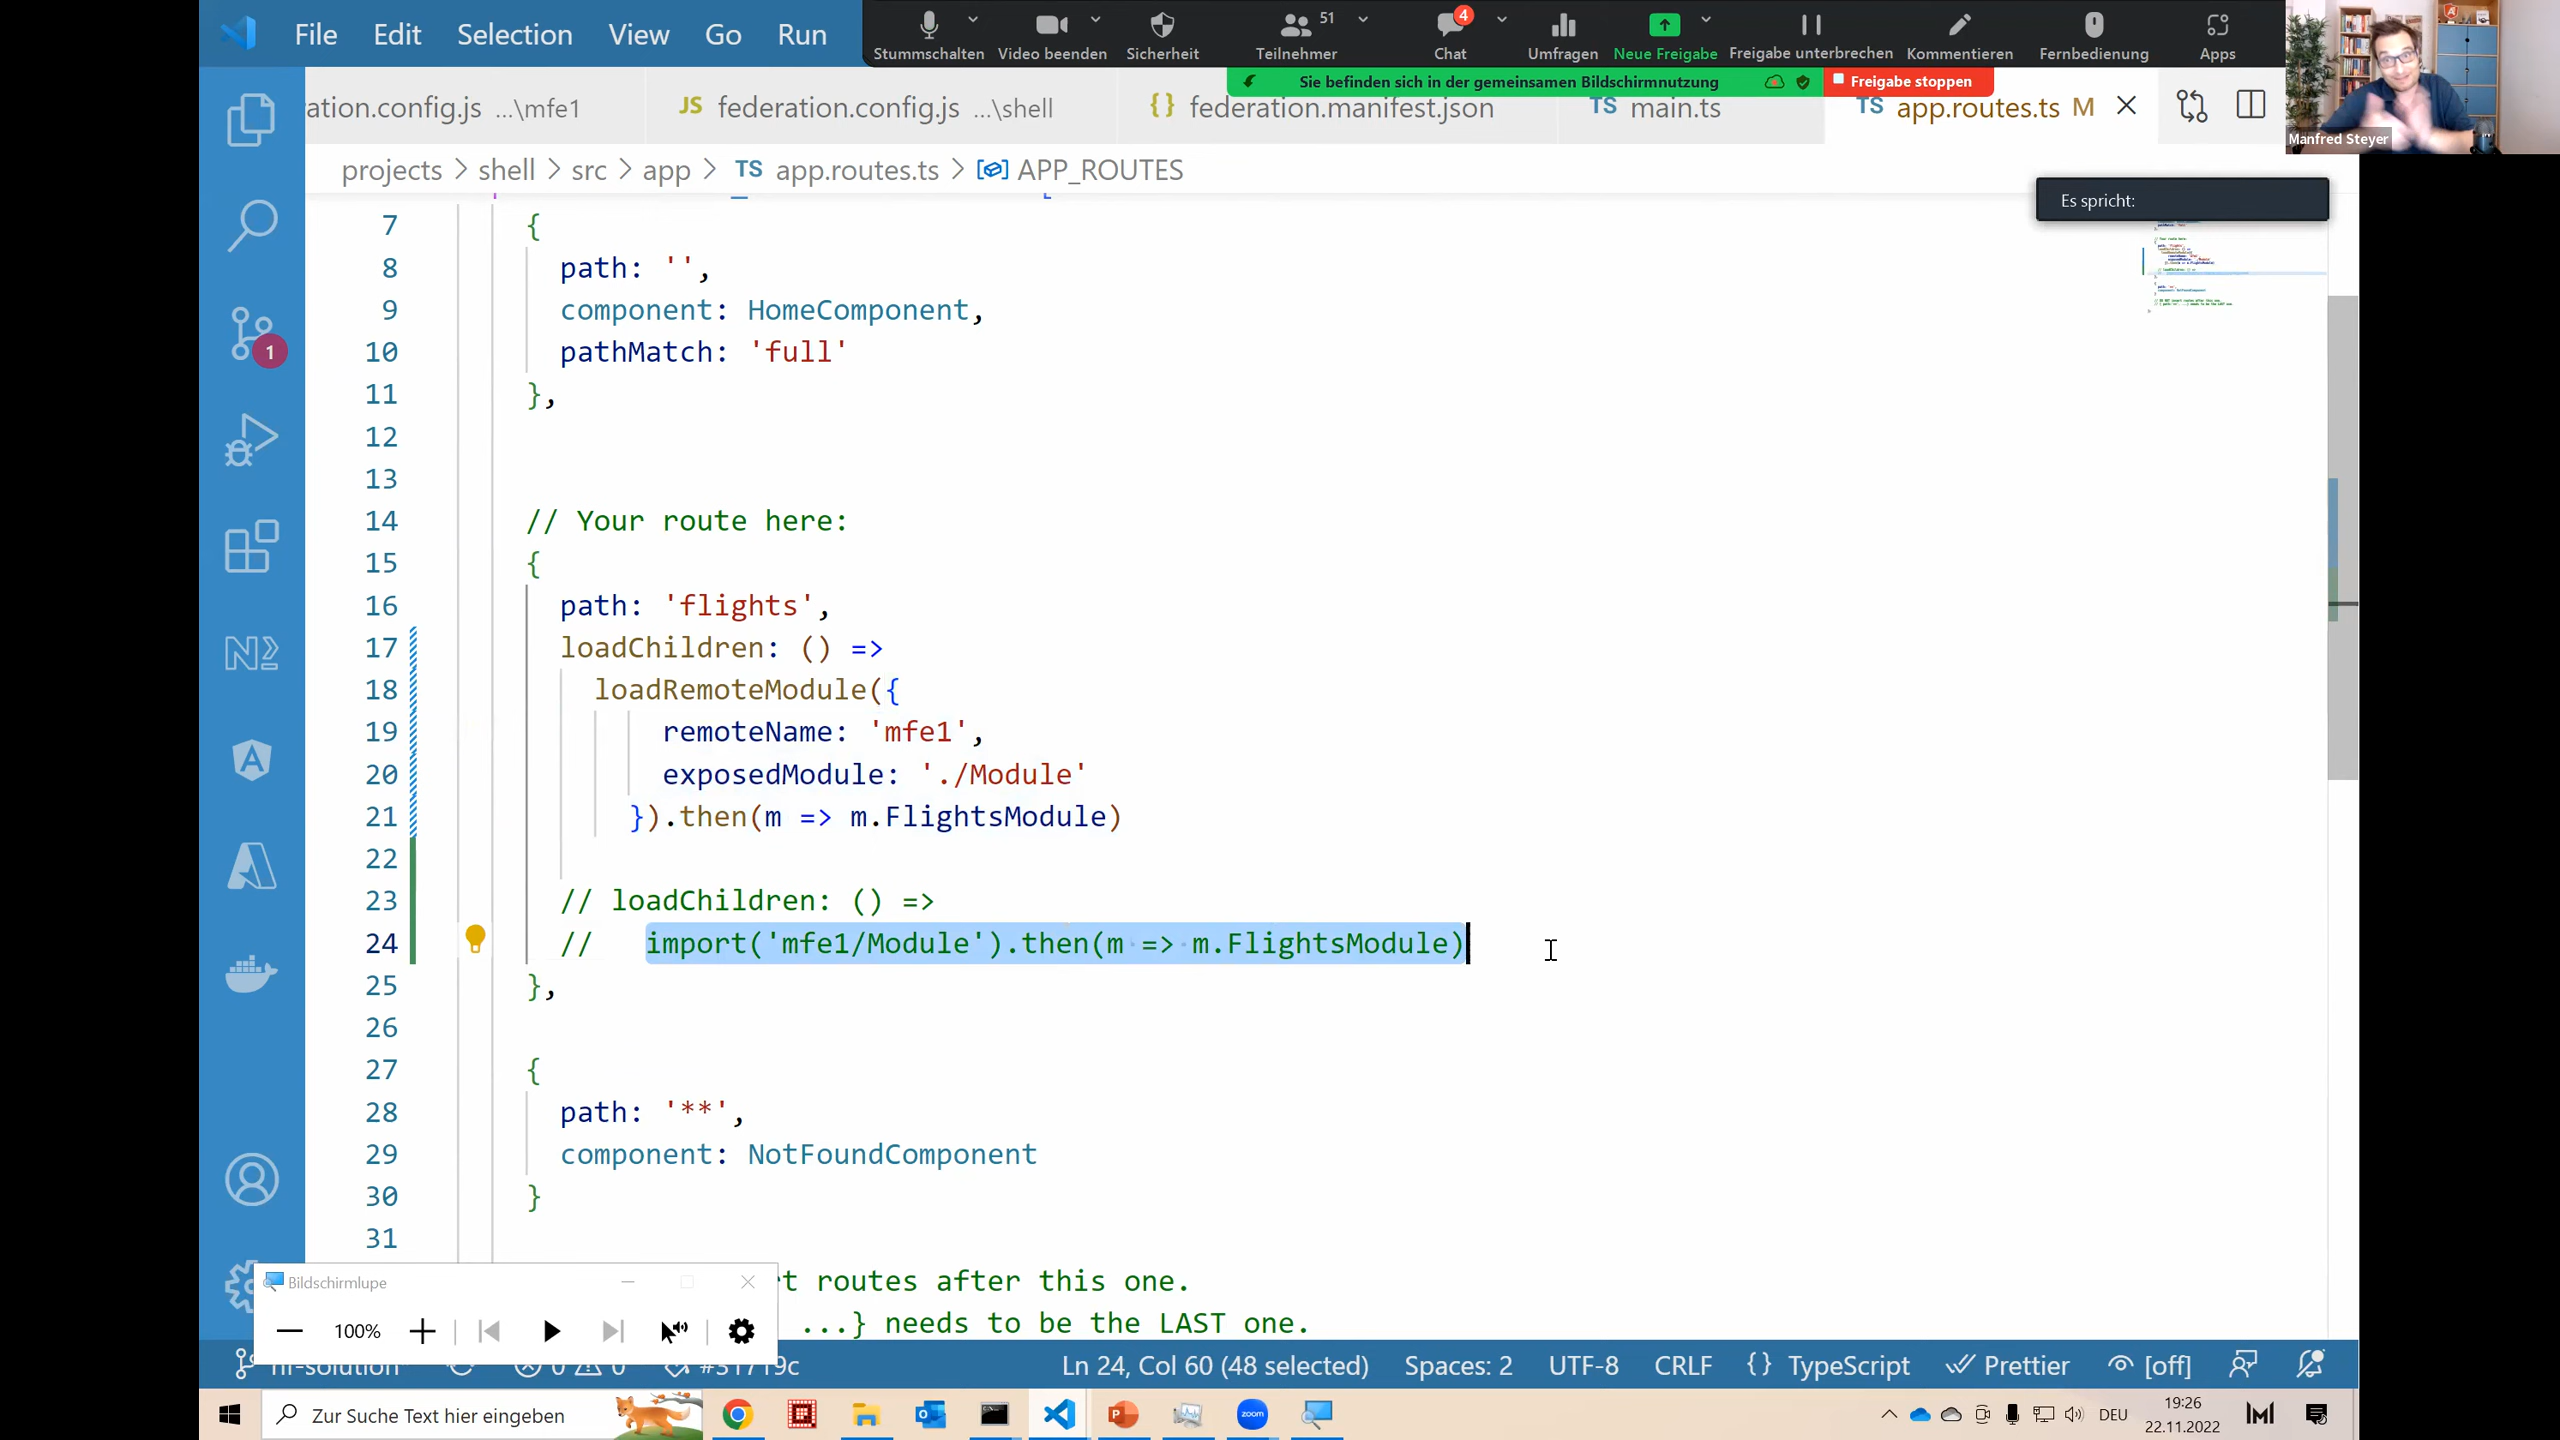 File Edit Selection View Go Run
Stummschalten Video beenden Sicherheit Teilnehmer 51 Chat 4 Umfragen Neue Freigabe Freigabe unterbrechen Kommentieren Fernbedienung Apps
Sie befinden sich in der gemeinsamen Bildschirmnutzung Freigabe stoppen
ation.config.js ...\mfe1 JS federation.config.js ...\shell {} federation.manifest.json TS main.ts TS app.routes.ts M
Manfred Steyer
projects > shell > src > app > TS app.routes.ts > APP_ROUTES
Es spricht:
7 {
8 path: '',
9 component: HomeComponent,
10 pathMatch: 'full'
11 },
12
13
14 // Your route here:
15 {
16 path: 'flights',
17 loadChildren: () =>
18 loadRemoteModule({
19 remoteName: 'mfe1',
20 exposedModule: './Module'
21 }).then(m => m.FlightsModule)
22
23 // loadChildren: () =>
24 // import('mfe1/Module').then(m => m.FlightsModule)
25 },
26
27 {
28 path: '**',
29 component: NotFoundComponent
30 }
31
t routes after this one.
...} needs to be the LAST one.
1
Bildschirmlupe
100%
Ln 24, Col 60 (48 selected) Spaces: 2 UTF-8 CRLF {} TypeScript Prettier [off]
Zur Suche Text hier eingeben
zoom
DEU 19:26
22.11.2022